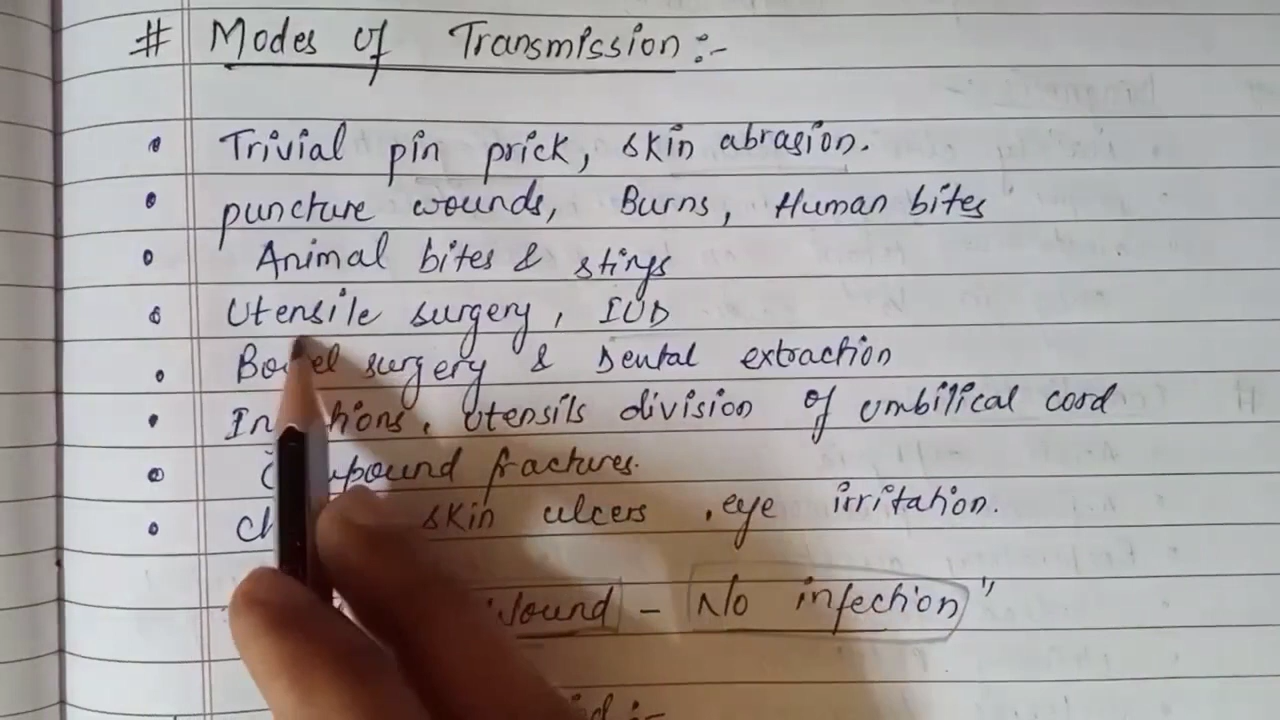 # Modes of Transmission :-
• Trivial pin prick, skin abrasion.
• puncture wounds, Burns, Human bites
• Animal bites & stings
• Utensile surgery, IUD
• Bowel surgery & Dental extraction
• utensils division of umbilical cord
• fractures.
• skin ulcers, eye irritation.
Wound - No infection"